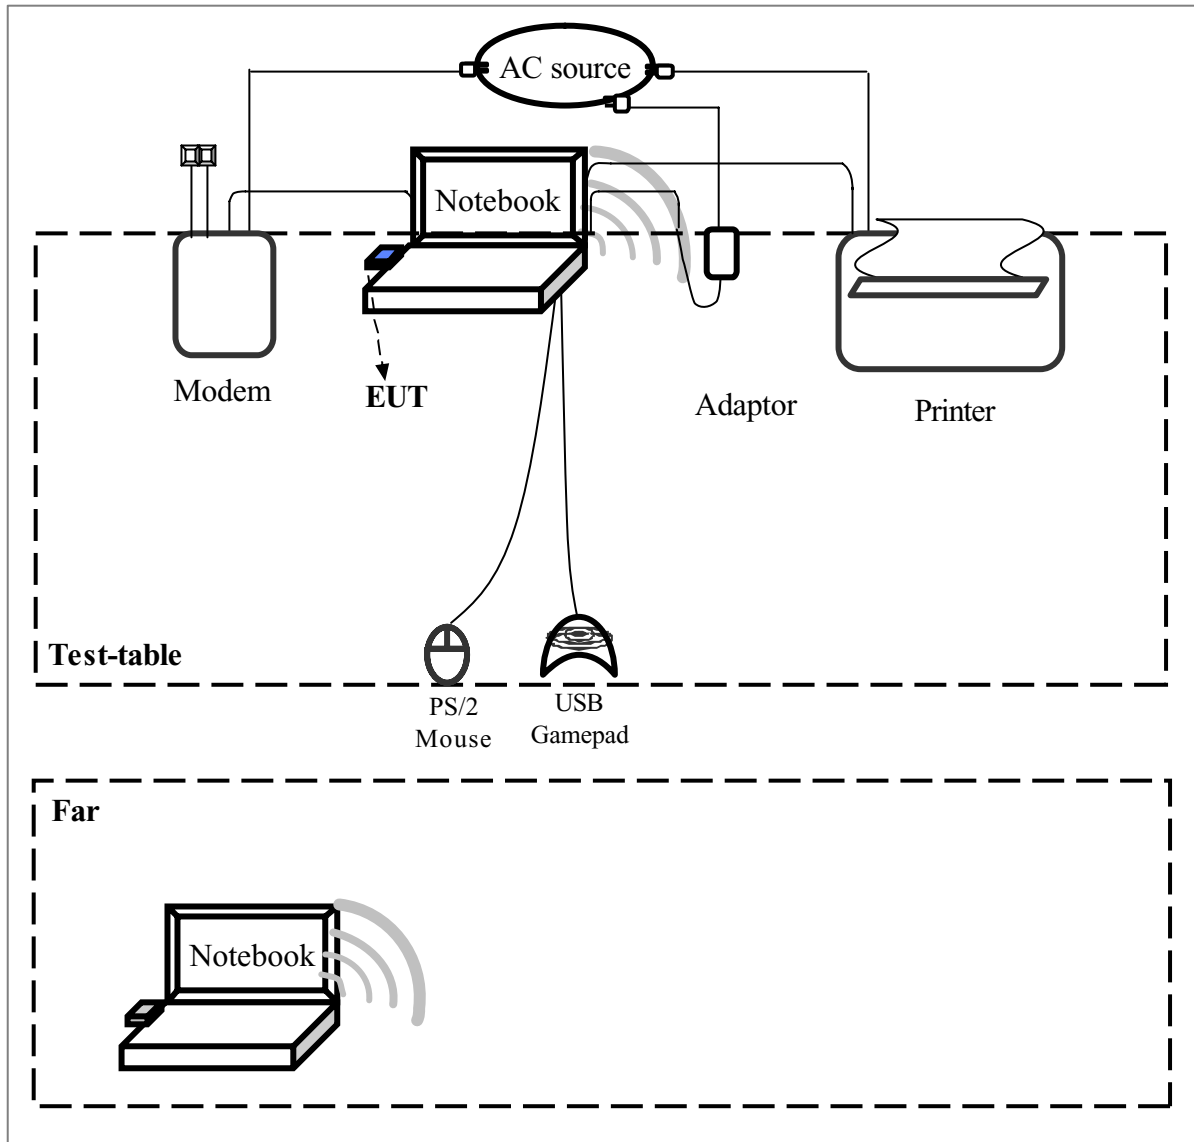 AC source
Notebook
Modem
EUT
Adaptor
Printer
Test-table
PS/2
Mouse
USB
Gamepad
Far
Notebook